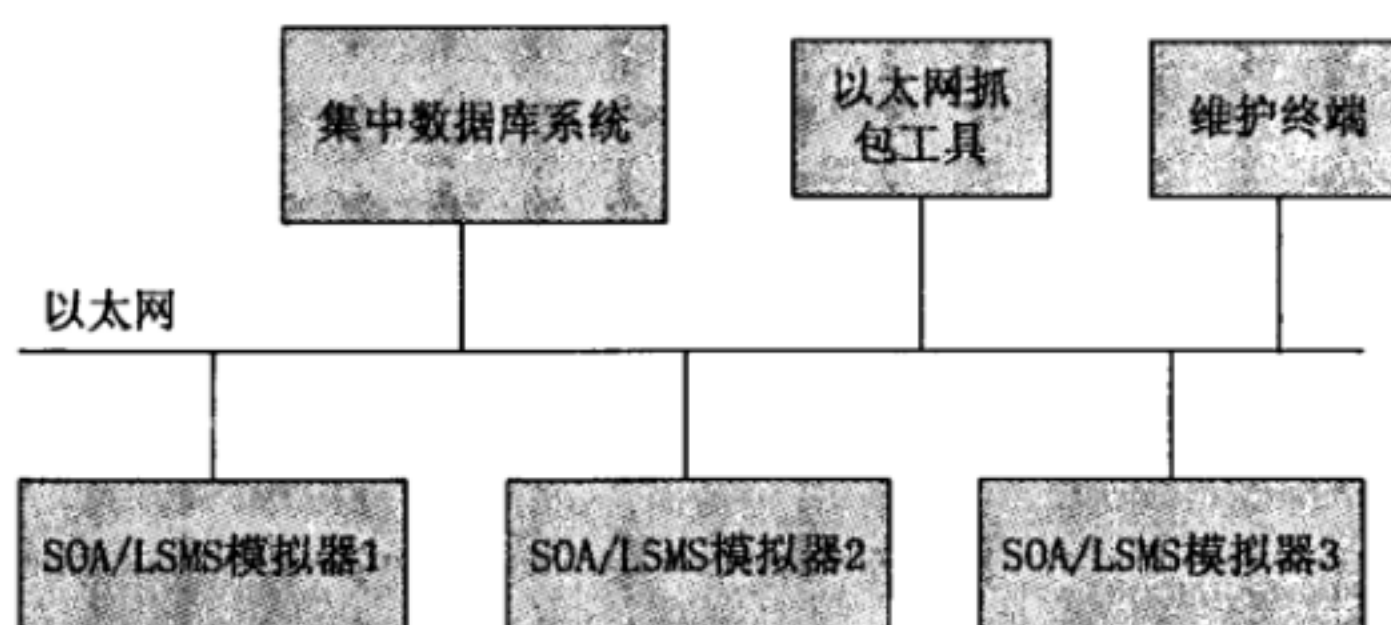 集中数据库系统
以太网抓
包工具
维护终端
以太网
SOA/LSMS模拟器1
SOA/LSMS模拟器2
SOA/LSMS模拟器3